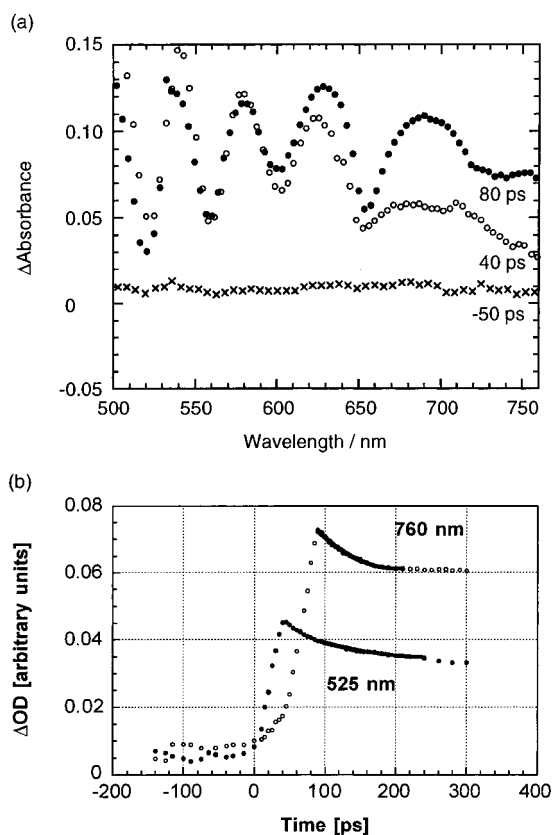 (a)
0.15
0.10
0.05
0
-0.05
ΔAbsorbance
80 ps
40 ps
-50 ps
500 550 600 650 700 750
Wavelength / nm
(b)
0.08
0.06
0.04
0.02
0
ΔOD [arbitrary units]
760 nm
525 nm
-200 -100 0 100 200 300 400
Time [ps]